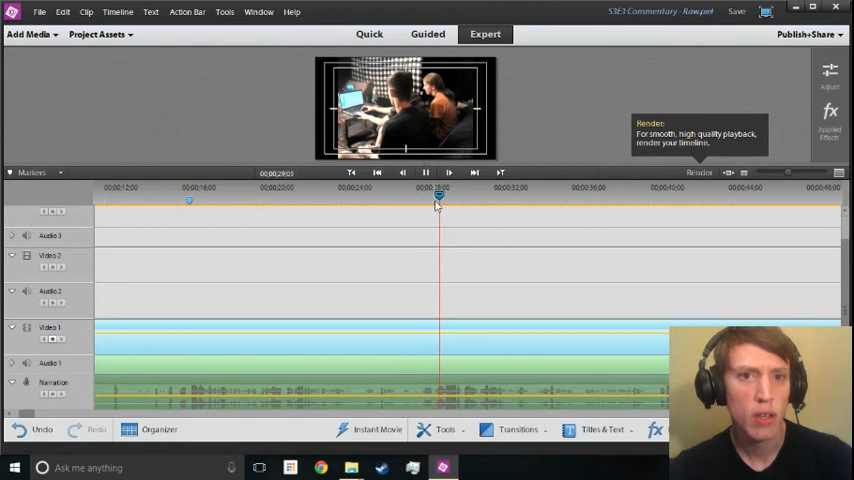 File Edit Clip Timeline Text Action Bar Tools Window Help
S3E3 Commentary - Raw.prel Save
Add Media Project Assets
Quick Guided Expert
Publish+Share
Adjust
Applied
Effects
Render:
For smooth, high quality playback,
render your timeline.
Markers
00;00;29;03
Render
00;00;12;00 00;00;16;00 00;00;20;00 00;00;24;00 00;00;28;00 00;00;32;00 00;00;36;00 00;00;40;00 00;00;44;00 00;00;48;00
Audio 3
Video 2
Audio 2
Video 1
Audio 1
Narration
Undo Redo Organizer Instant Movie Tools Transitions Titles & Text fx
Ask me anything